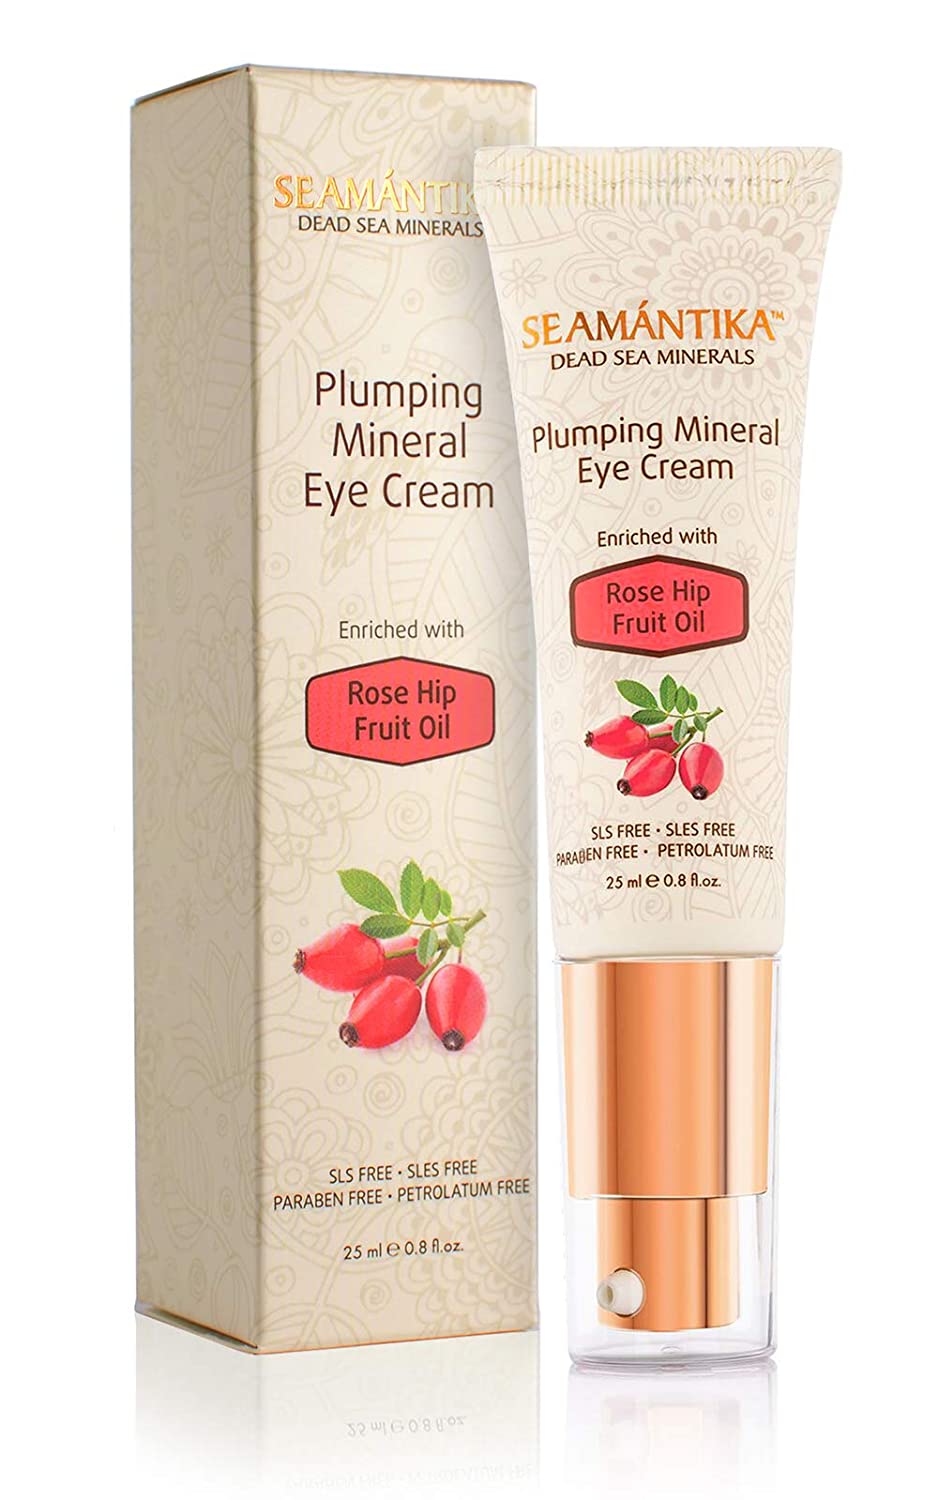 SEAMÁNTIK
DEAD SEA MINERALS
Plumping
Mineral
Eye Cream
Enriched with
Rose Hip
Fruit Oil
SLS FREE • SLES FREE
PARABEN FREE • PETROLATUM FREE
25 ml e 0.8 fl.oz.
SEAMÁNTIKA™
DEAD SEA MINERALS
Plumping Mineral
Eye Cream
Enriched with
Rose Hip
Fruit Oil
SLS FREE • SLES FREE
PARABEN FREE • PETROLATUM FREE
25 ml e 0.8 fl.oz.